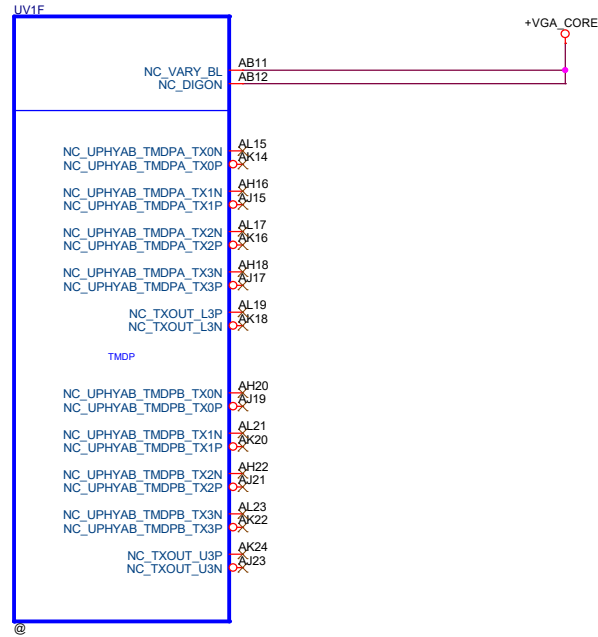 UV1F
+VGA_CORE
NC_VARY_BL AB11
NC_DIGON AB12
NC_UPHYAB_TMDPA_TX0N AL15
NC_UPHYAB_TMDPA_TX0P AK14
NC_UPHYAB_TMDPA_TX1N AH16
NC_UPHYAB_TMDPA_TX1P AJ15
NC_UPHYAB_TMDPA_TX2N AL17
NC_UPHYAB_TMDPA_TX2P AK16
NC_UPHYAB_TMDPA_TX3N AH18
NC_UPHYAB_TMDPA_TX3P AJ17
NC_TXOUT_L3P AL19
NC_TXOUT_L3N AK18
TMDP
NC_UPHYAB_TMDPB_TX0N AH20
NC_UPHYAB_TMDPB_TX0P AJ19
NC_UPHYAB_TMDPB_TX1N AL21
NC_UPHYAB_TMDPB_TX1P AK20
NC_UPHYAB_TMDPB_TX2N AH22
NC_UPHYAB_TMDPB_TX2P AJ21
NC_UPHYAB_TMDPB_TX3N AL23
NC_UPHYAB_TMDPB_TX3P AK22
NC_TXOUT_U3P AK24
NC_TXOUT_U3N AJ23
@